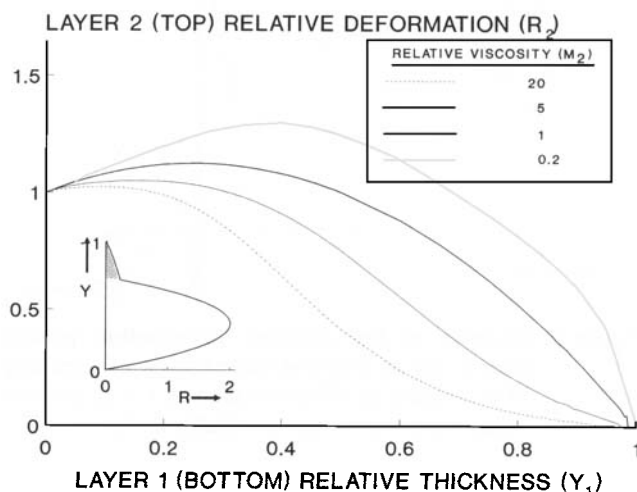 LAYER 2 (TOP) RELATIVE DEFORMATION (R2)
RELATIVE VISCOSITY (M2)
20
5
1
0.2
1.5
1
0.5
0
1
Y
0
0 1 2
R
0 0.2 0.4 0.6 0.8 1
LAYER 1 (BOTTOM) RELATIVE THICKNESS (Y1)